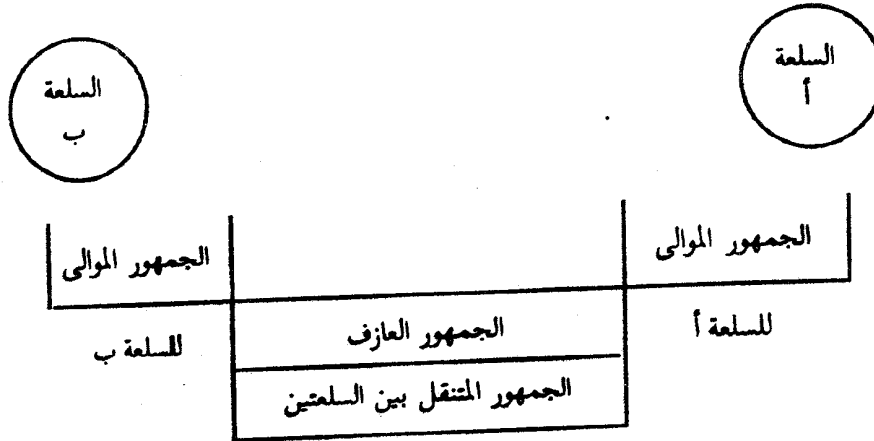 السلعة
أ
السلعة
ب
الجمهور الموالى
للسلعة أ
الجمهور الموالى
للسلعة ب
الجمهور العازف
الجمهور المتنقل بين السلعتين